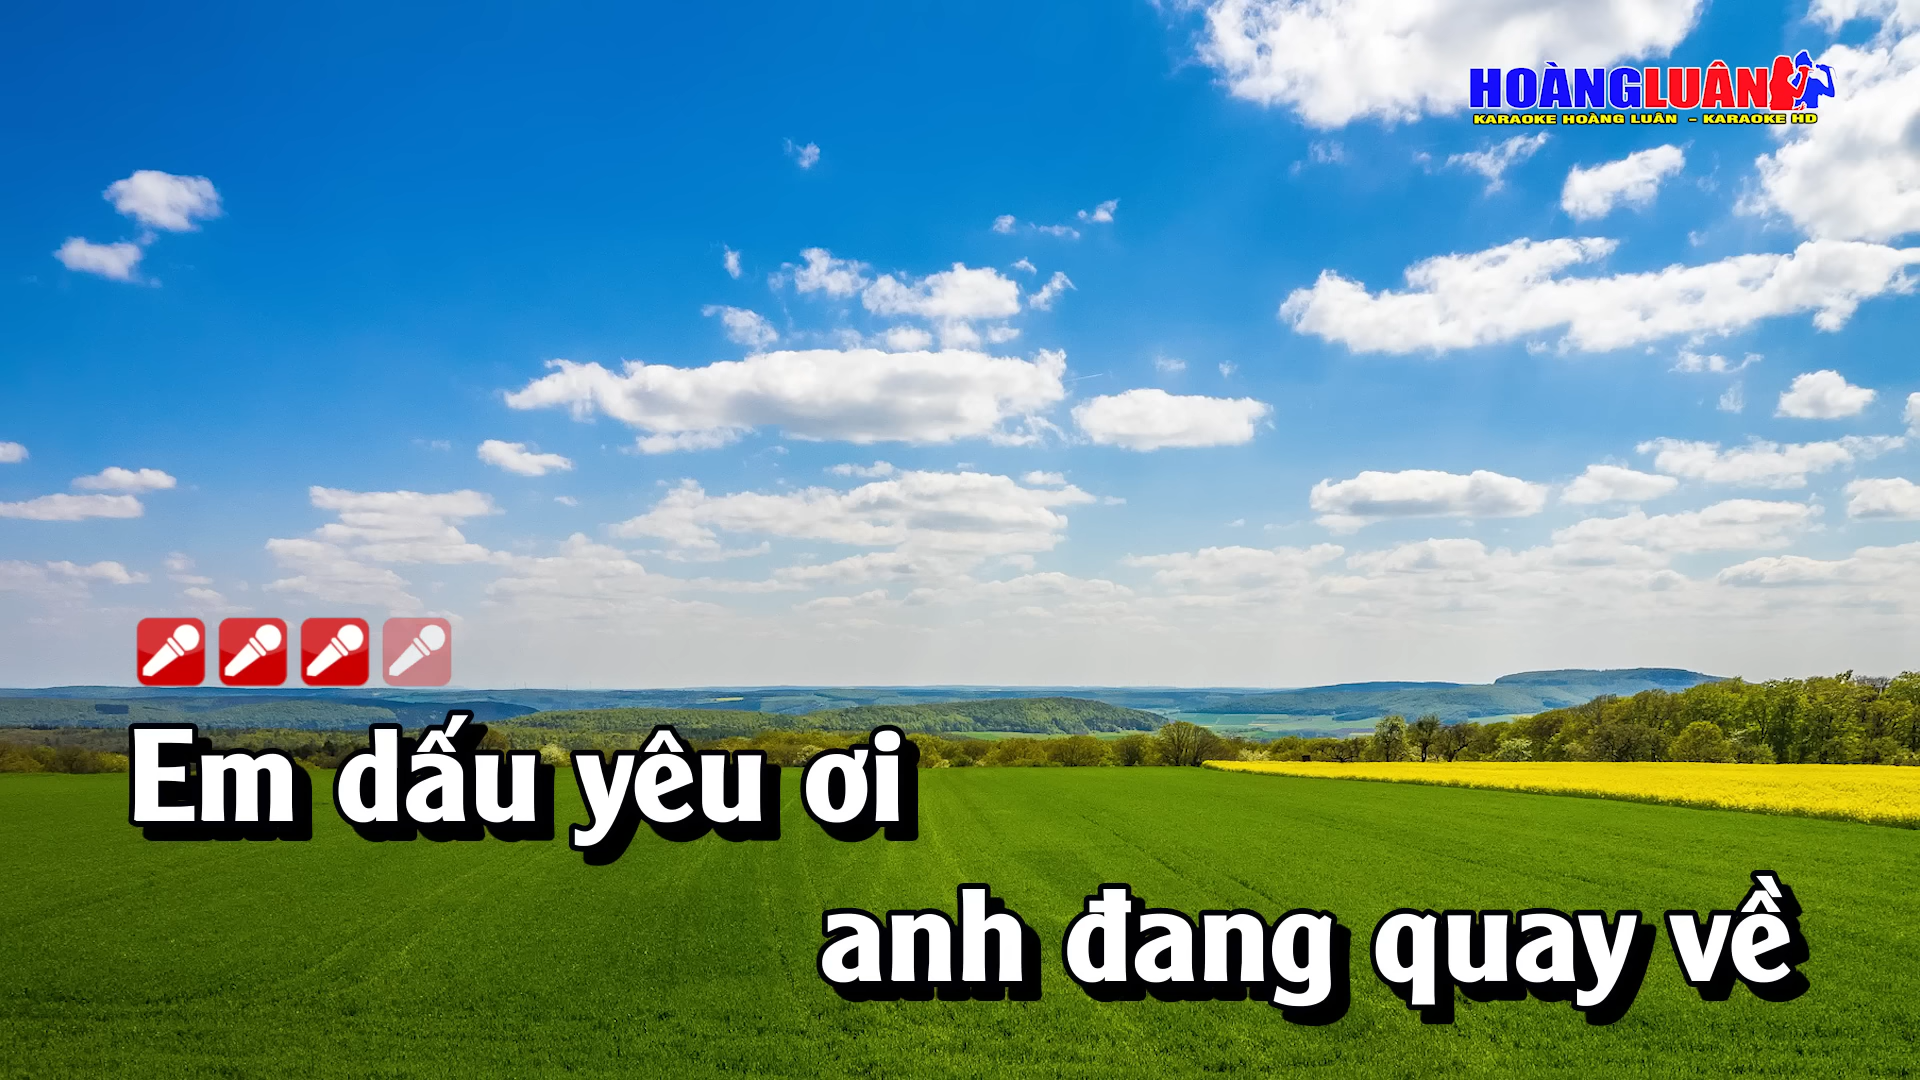 HOÀNGLUÂN
KARAOKE HOÀNG LUÂN - KARAOKE HD
Em dấu yêu ơi
anh đang quay về